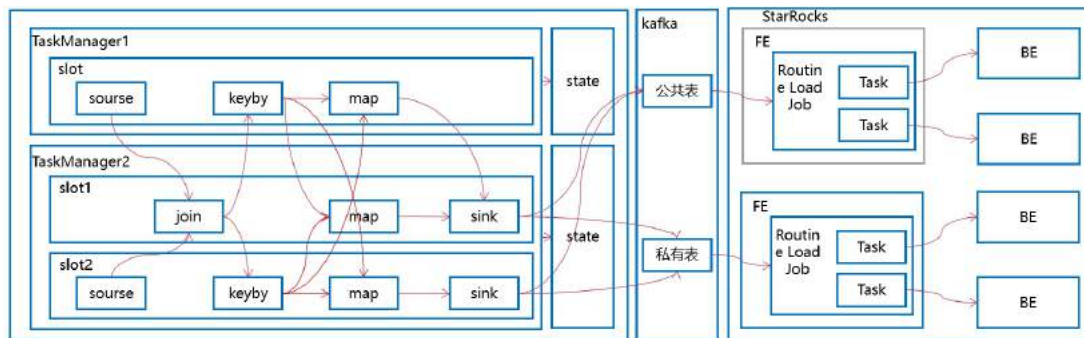 TaskManager1
slot
sourse
keyby
map
state
TaskManager2
slot1
join
map
sink
state
slot2
sourse
keyby
map
sink
kafka
公共表
私有表
StarRocks
FE
Routin
e Load
Job
Task
Task
BE
BE
FE
Routin
e Load
Job
Task
Task
BE
BE